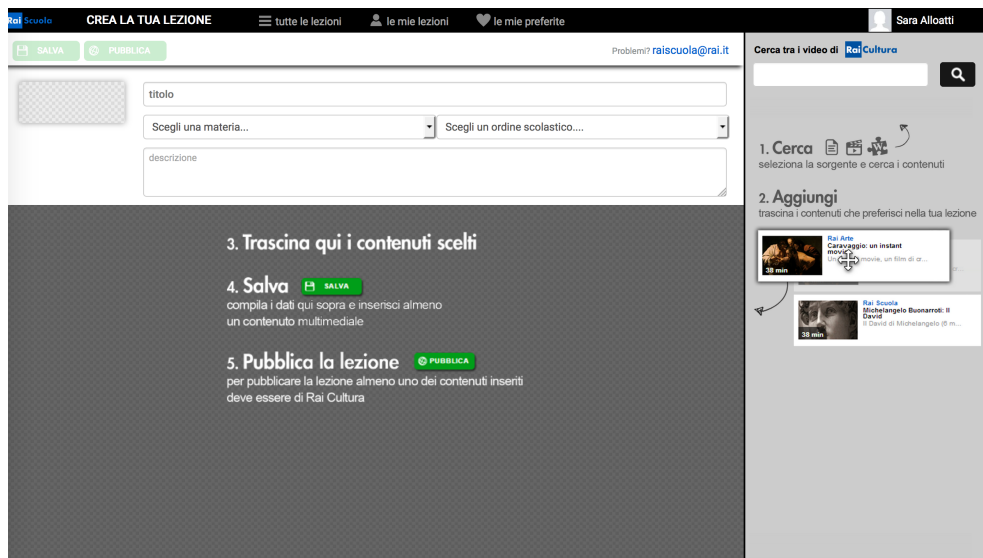 Rai Scuola CREA LA TUA LEZIONE tutte le lezioni le mie lezioni le mie preferite Sara Alloatti
SALVA PUBBLICA Problemi? raiscuola@rai.it
titolo
Scegli una materia... Scegli un ordine scolastico....
descrizione
3. Trascina qui i contenuti scelti
4. Salva SALVA
compila i dati qui sopra e inserisci almeno
un contenuto multimediale
5. Pubblica la lezione PUBBLICA
per pubblicare la lezione almeno uno dei contenuti inseriti
deve essere di Rai Cultura
Cerca tra i video di Rai Cultura
1. Cerca
seleziona la sorgente e cerca i contenuti
2. Aggiungi
trascina i contenuti che preferisci nella tua lezione
Rai Arte
Caravaggio: un instant
movie, un film di
38 min
Rai Scuola
Michelangelo Buonarroti: Il
David
Il David di Michelangelo (6 m...
38 min